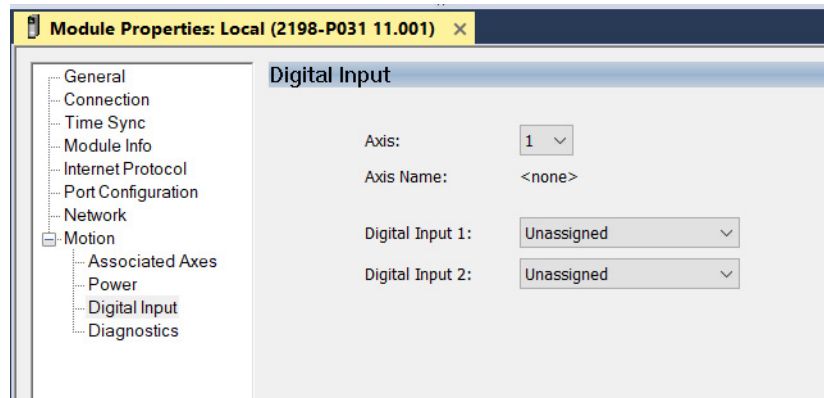 Module Properties: Local (2198-P031 11.001) ×
General
Connection
Time Sync
Module Info
Internet Protocol
Port Configuration
Network
Motion
Associated Axes
Power
Digital Input
Diagnostics
Digital Input
Axis: 1
Axis Name: <none>
Digital Input 1: Unassigned
Digital Input 2: Unassigned